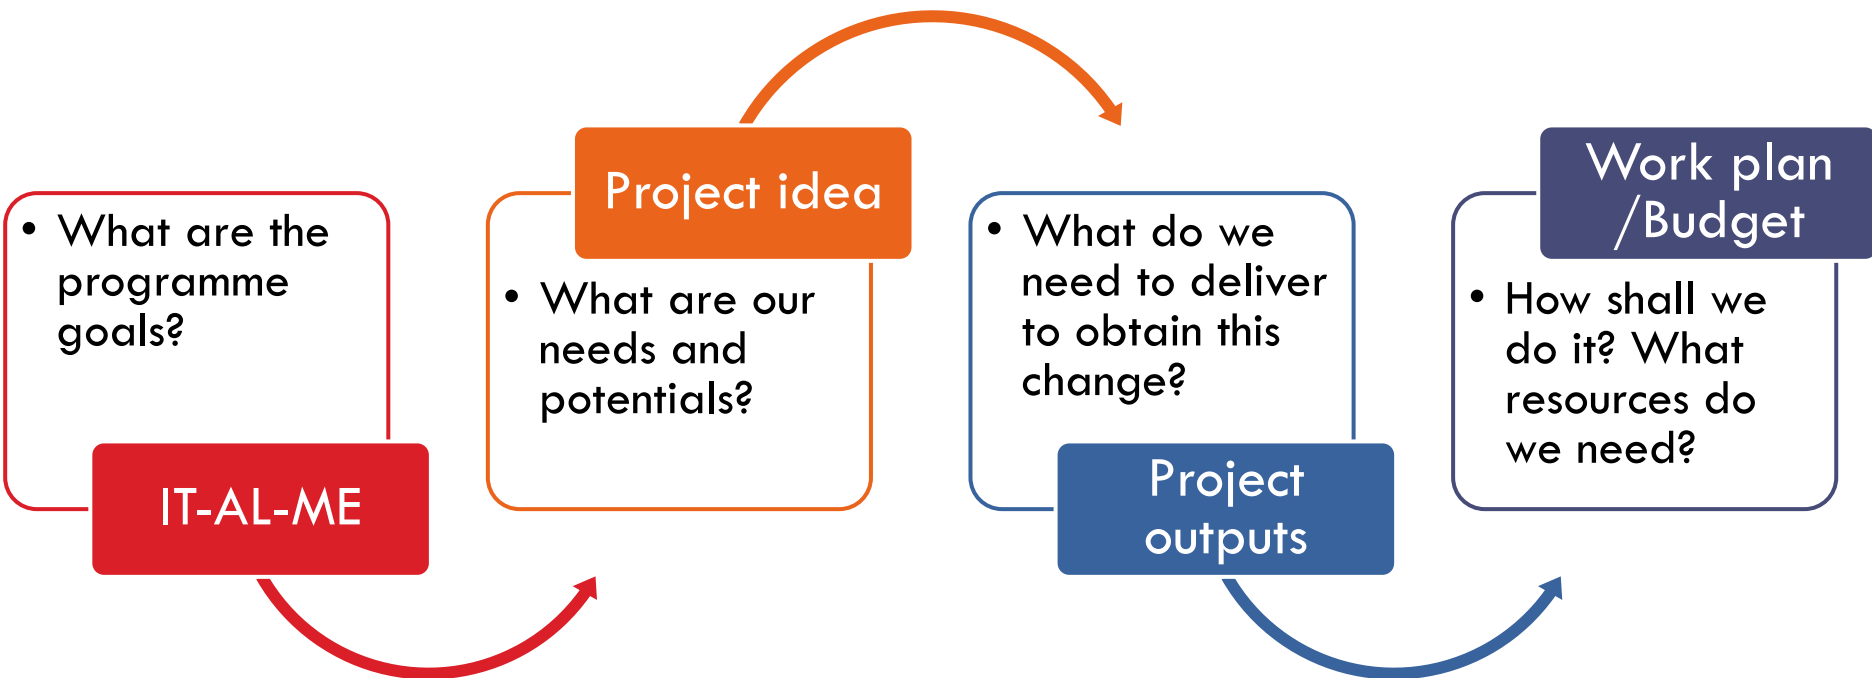 • What are the
programme
goals?
IT-AL-ME
Project idea
• What are our
needs and
potentials?
• What do we
need to deliver
to obtain this
change?
Project
outputs
Work plan
/Budget
• How shall we
do it? What
resources do
we need?